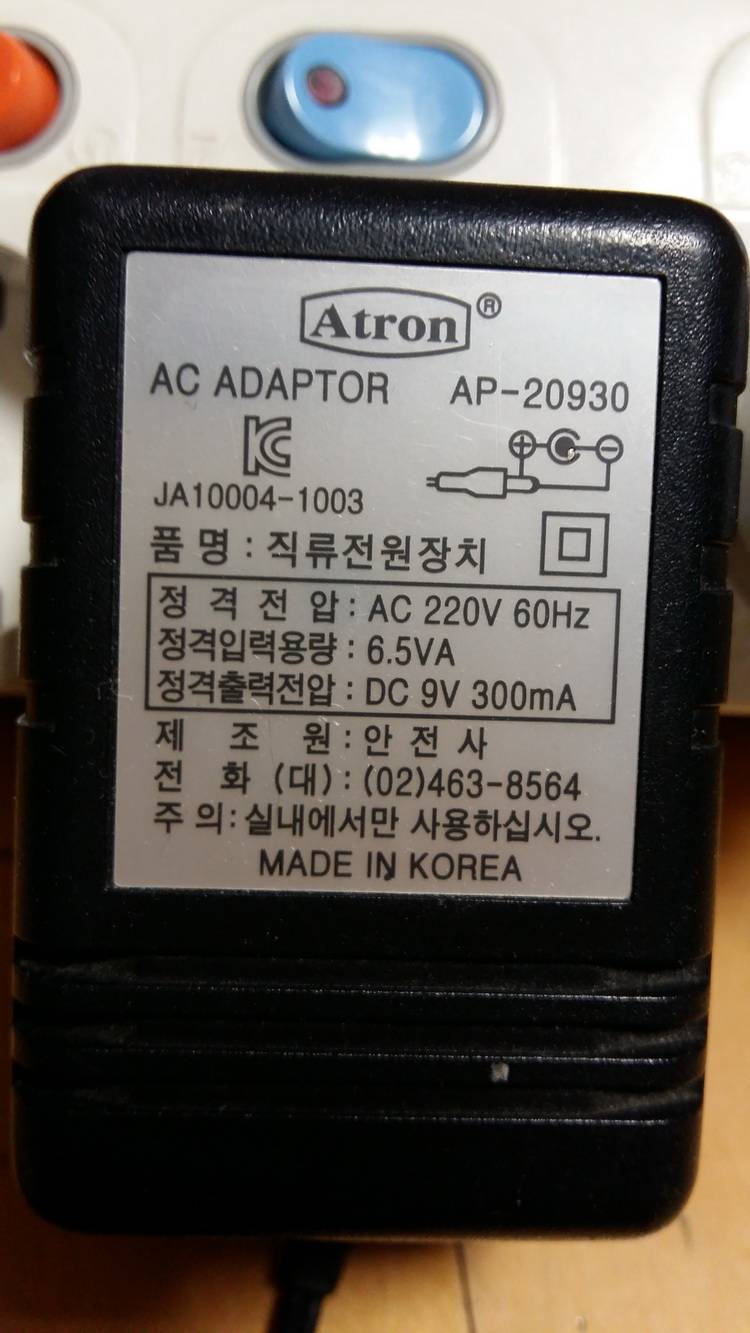 Atron®
AC ADAPTOR AP-20930
KC
JA10004-1003
품 명 : 직류전원장치
정 격 전 압 : AC 220V 60Hz
정격입력용량 : 6.5VA
정격출력전압 : DC 9V 300mA
제 조 원 : 안 전 사
전 화 (대) : (02)463-8564
주 의 : 실내에서만 사용하십시오.
MADE IN KOREA